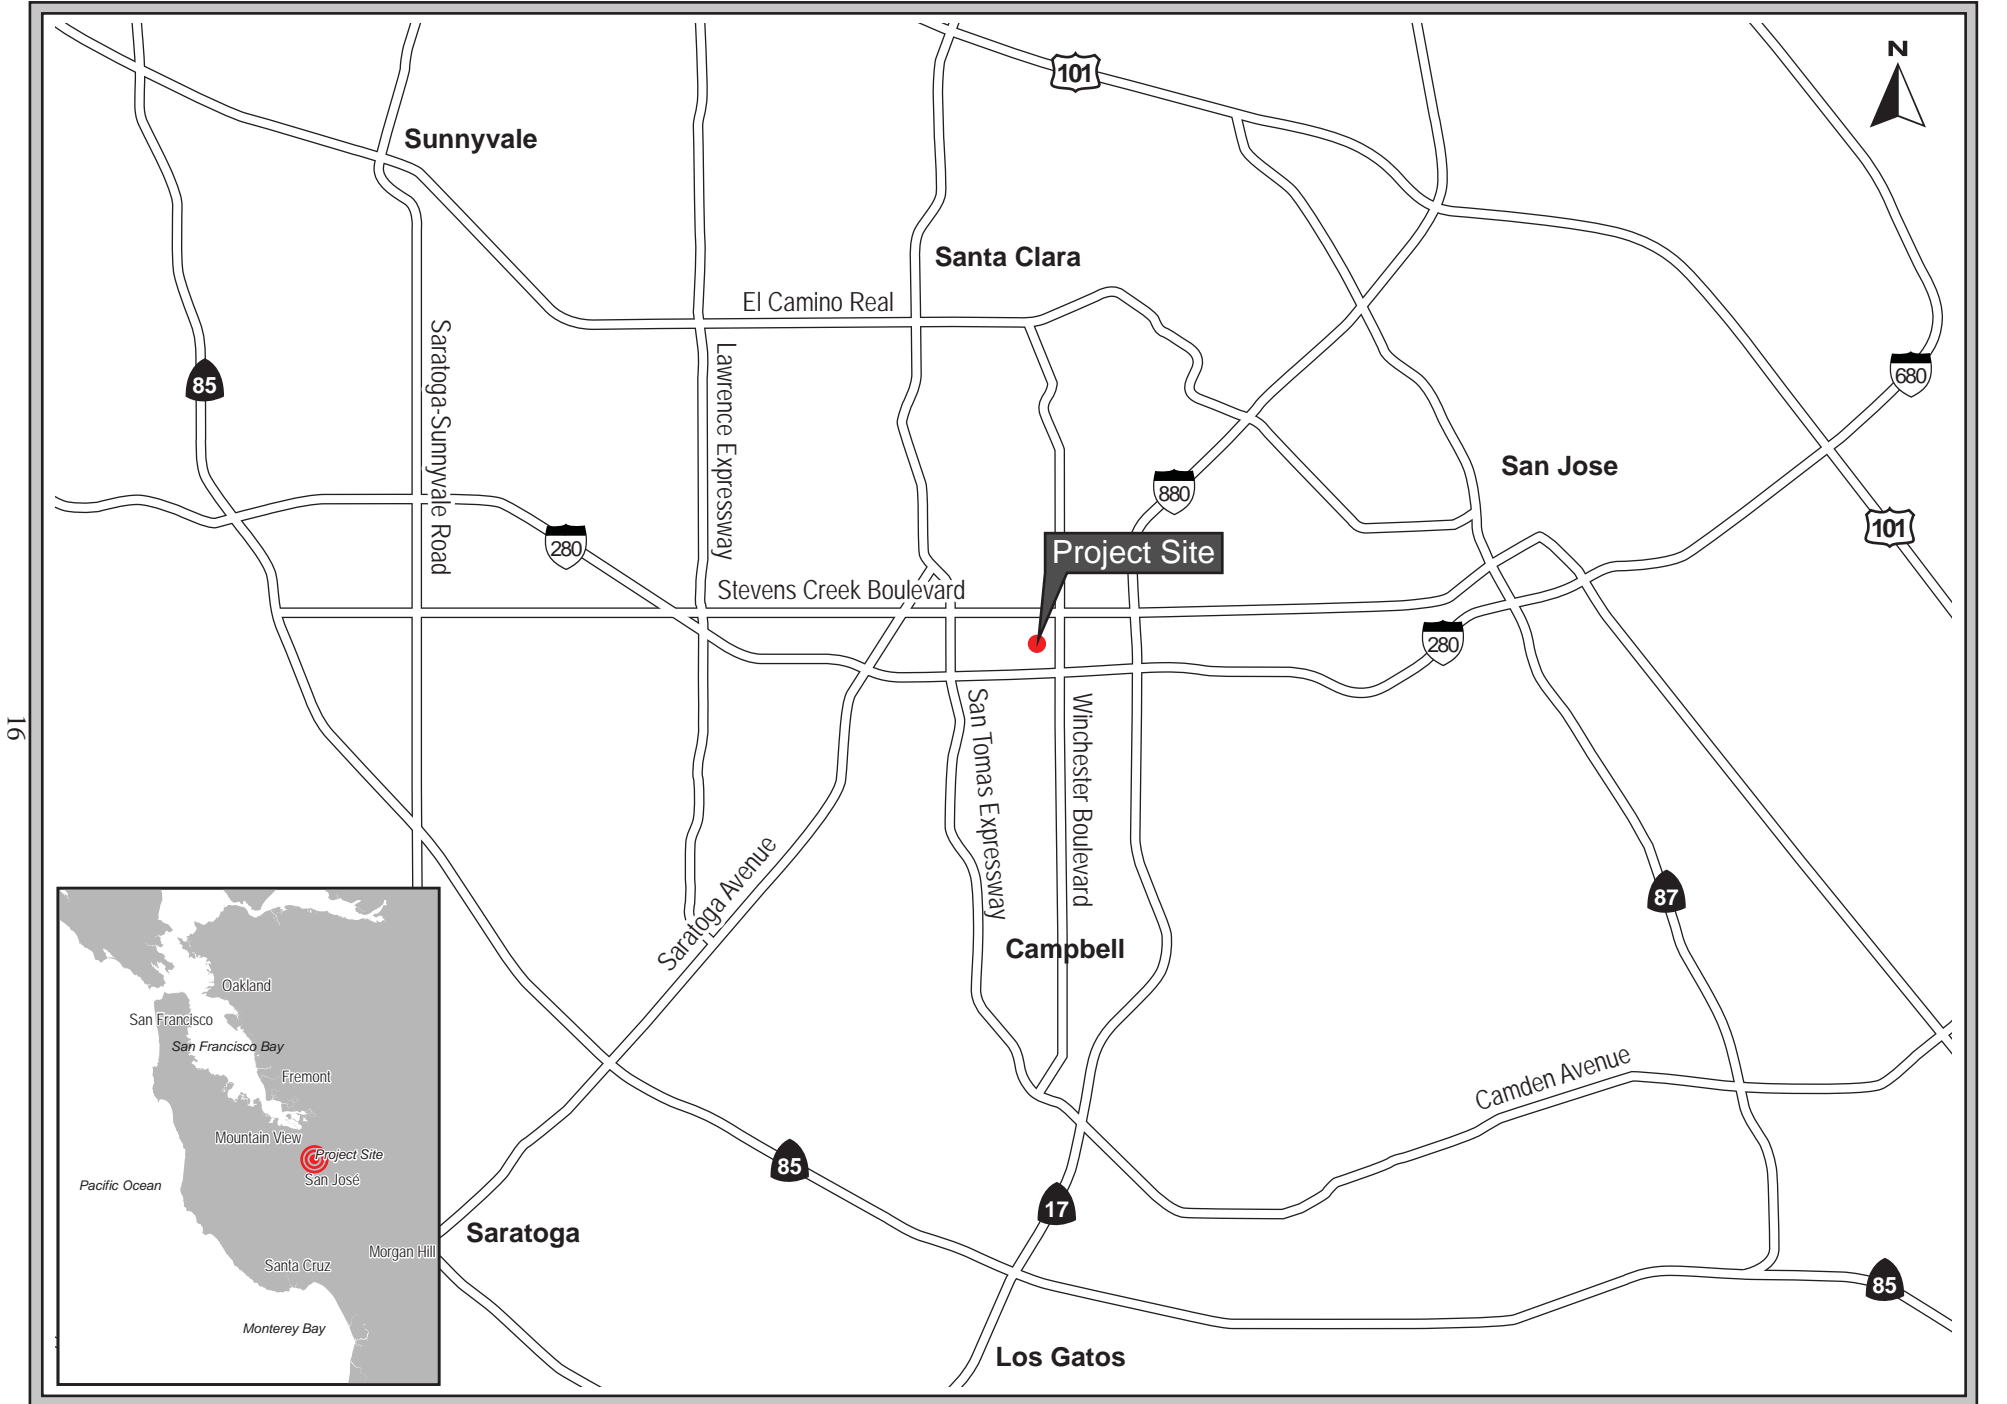 N
101
Sunnyvale
Santa Clara
El Camino Real
Saratoga-Sunnyvale Road
Lawrence Expressway
85
680
San Jose
880
101
280
Project Site
Stevens Creek Boulevard
280
San Tomas Expressway
Winchester Boulevard
16
Saratoga Avenue
87
Campbell
Camden Avenue
85
17
Saratoga
85
Los Gatos
Oakland
San Francisco
San Francisco Bay
Fremont
Mountain View
Project Site
San José
Pacific Ocean
Morgan Hill
Santa Cruz
Monterey Bay